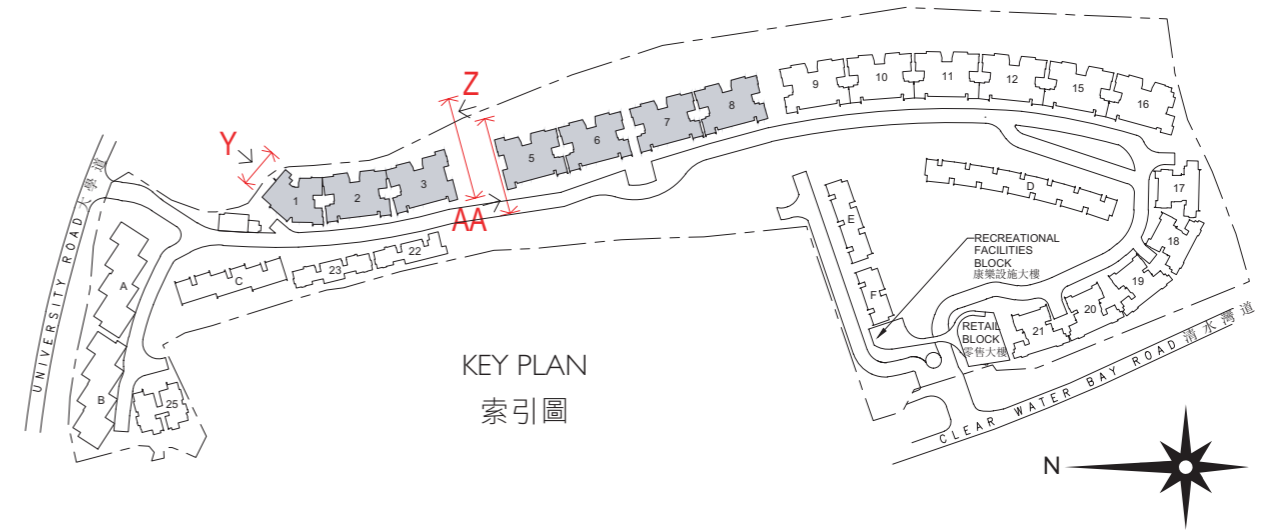 Z
Y
AA
1
2
3
5
6
7
8
9
10
11
12
15
16
17
18
19
20
21
22
23
25
A
B
C
D
E
F
UNIVERSITY ROAD 大學道
RECREATIONAL
FACILITIES
BLOCK
康樂設施大樓
RETAIL
BLOCK
零售大樓
CLEAR WATER BAY ROAD 清水灣道
KEY PLAN
索引圖
N